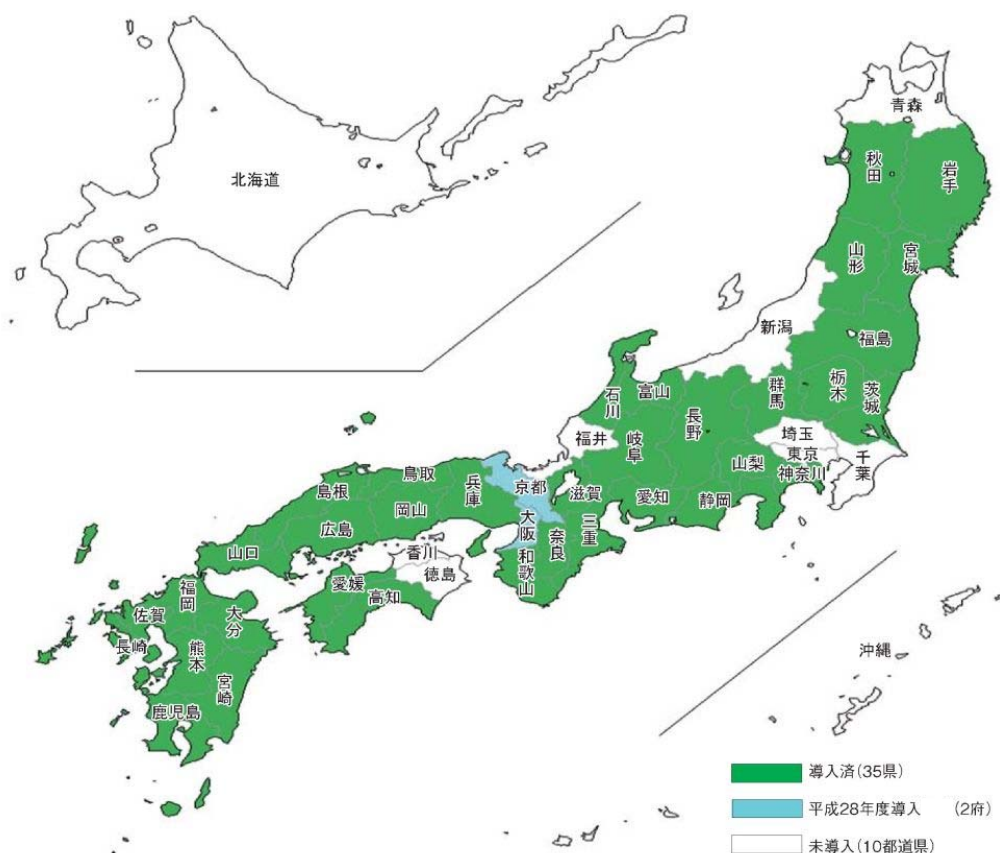 北海道
青森
秋田
岩手
山形
宮城
新潟
福島
石川
富山
群馬
栃木
茨城
長野
福井
岐阜
埼玉
東京
千葉
山梨
神奈川
鳥取
兵庫
京都
滋賀
愛知
静岡
島根
岡山
大阪
奈良
三重
広島
山口
香川
徳島
和歌山
愛媛
高知
福岡
佐賀
大分
長崎
熊本
宮崎
鹿児島
沖縄
導入済(35県)
平成28年度導入 (2府)
未導入(10都道県)